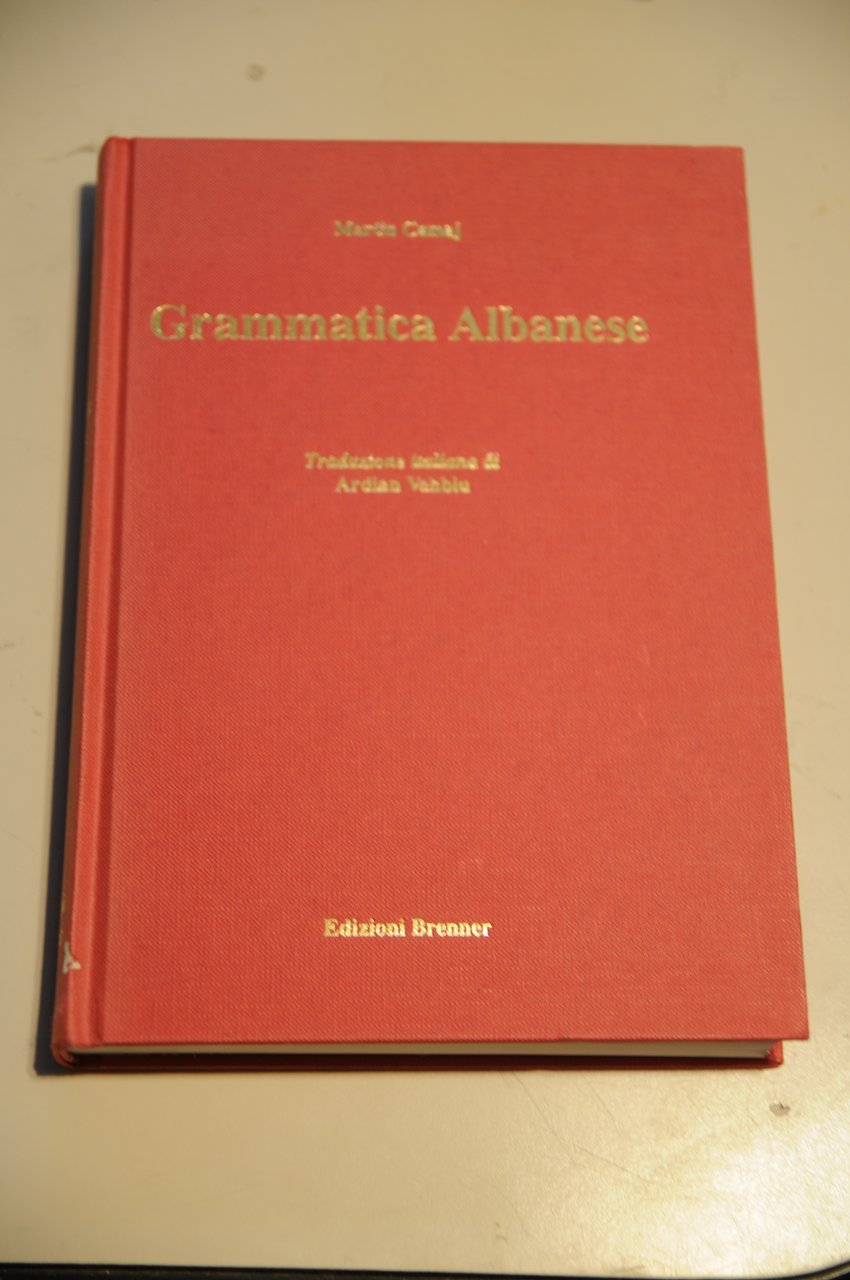 Martin Camaj
Grammatica Albanese
Traduzione italiana di
Ardian Vehbiu
Edizioni Brenner